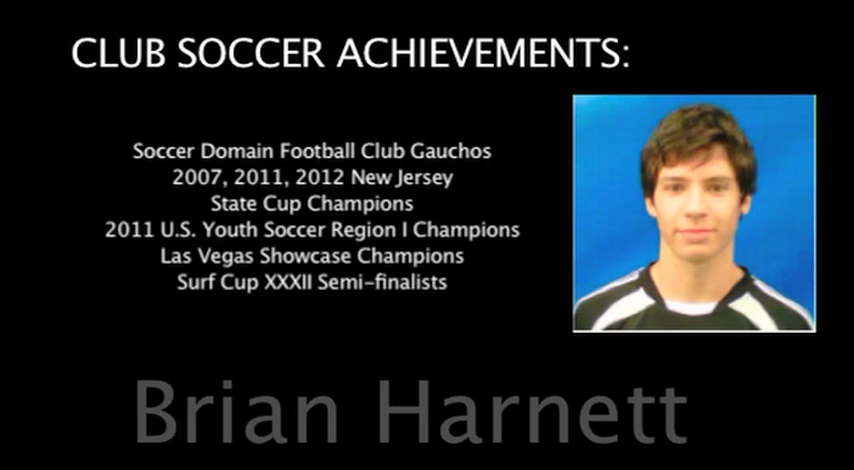 CLUB SOCCER ACHIEVEMENTS:
Soccer Domain Football Club Gauchos
2007, 2011, 2012 New Jersey
State Cup Champions
2011 U.S. Youth Soccer Region I Champions
Las Vegas Showcase Champions
Surf Cup XXXII Semi-finalists
Brian Harnett